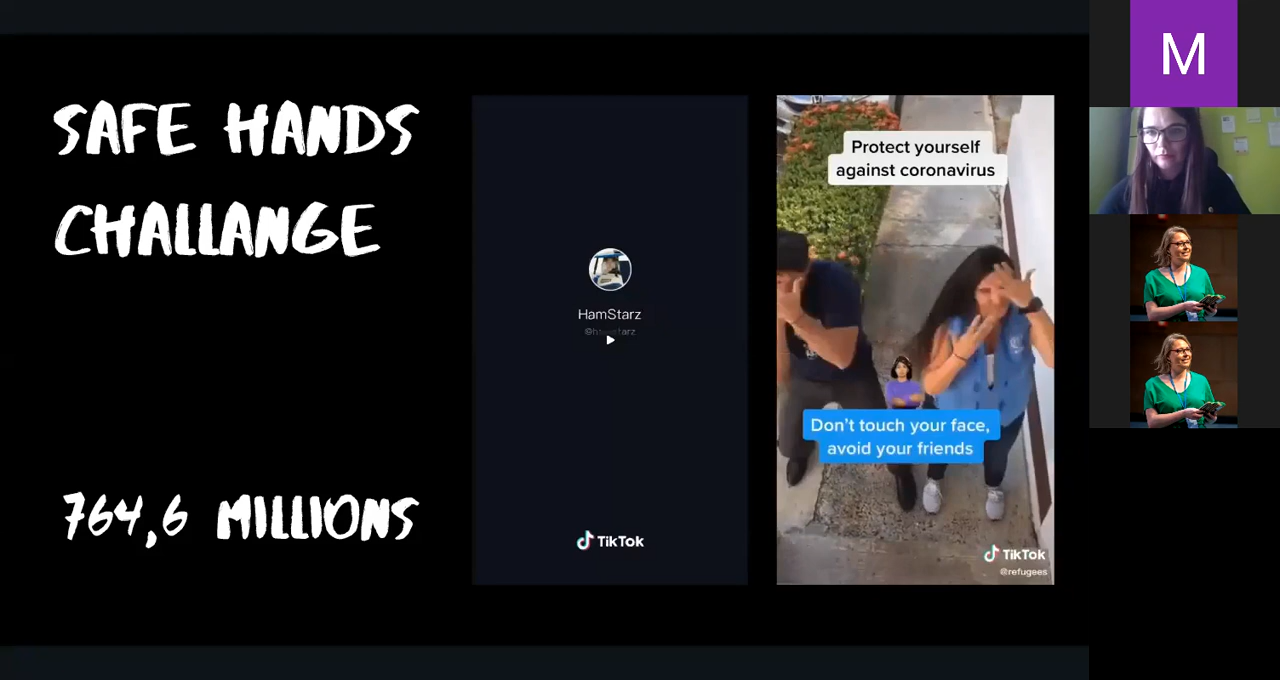 SAFE HANDS
CHALLANGE
764,6 MILLIONS
HamStarz
@hamstarz
TikTok
Protect yourself
against coronavirus
Don't touch your face,
avoid your friends
TikTok
@refugees
M